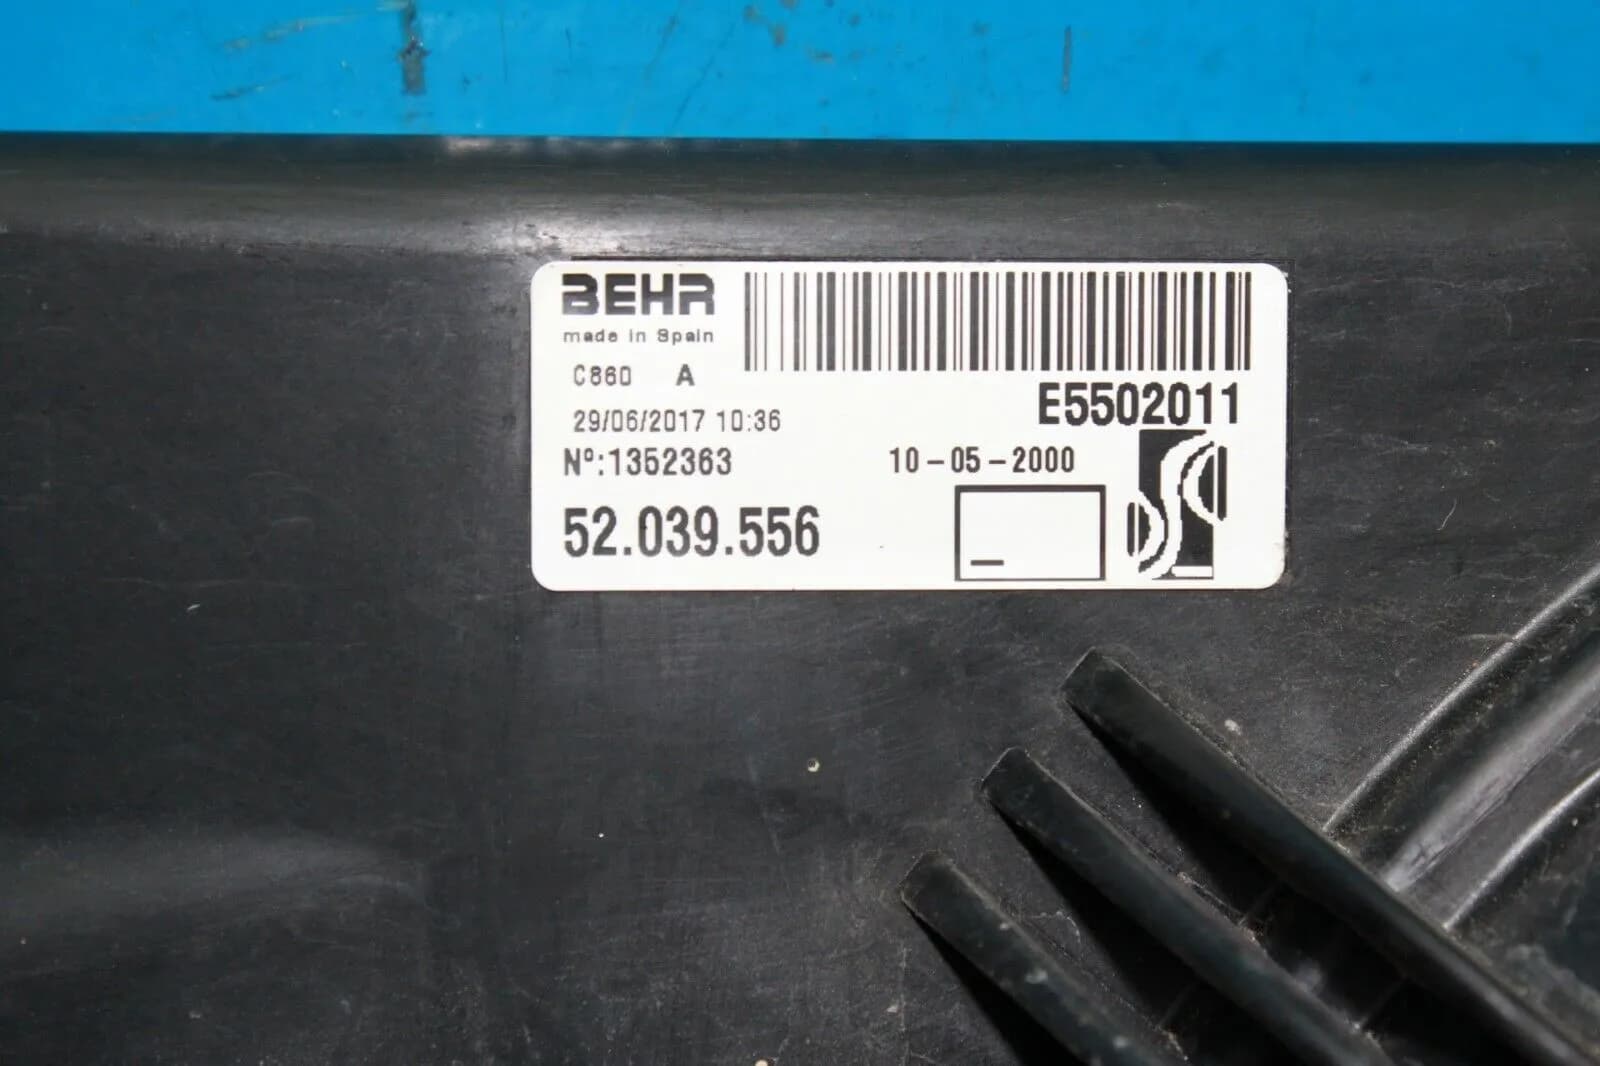 BEHR
made in Spain
C860 A
E5502011
29/06/2017 10:36
Nº:1352363
10-05-2000
52.039.556